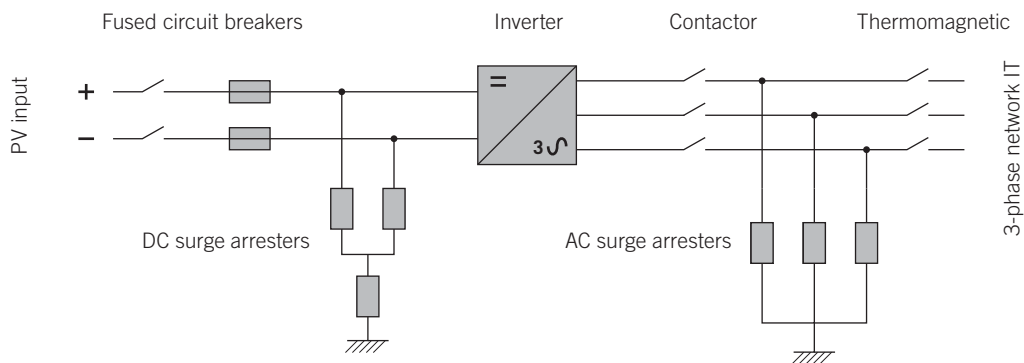 Fused circuit breakers
Inverter
Contactor
Thermomagnetic
PV input
+
−
=
3
3-phase network IT
DC surge arresters
AC surge arresters